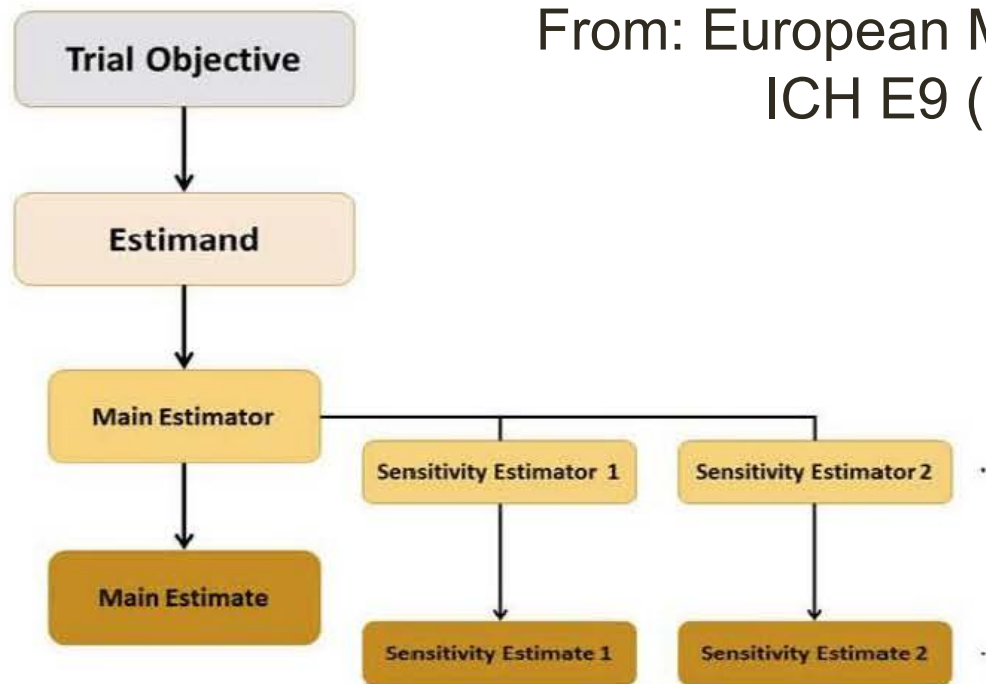 From: European
ICH E9 (
Trial Objective
Estimand
Main Estimator
Sensitivity Estimator 1
Sensitivity Estimator 2
Main Estimate
Sensitivity Estimate 1
Sensitivity Estimate 2